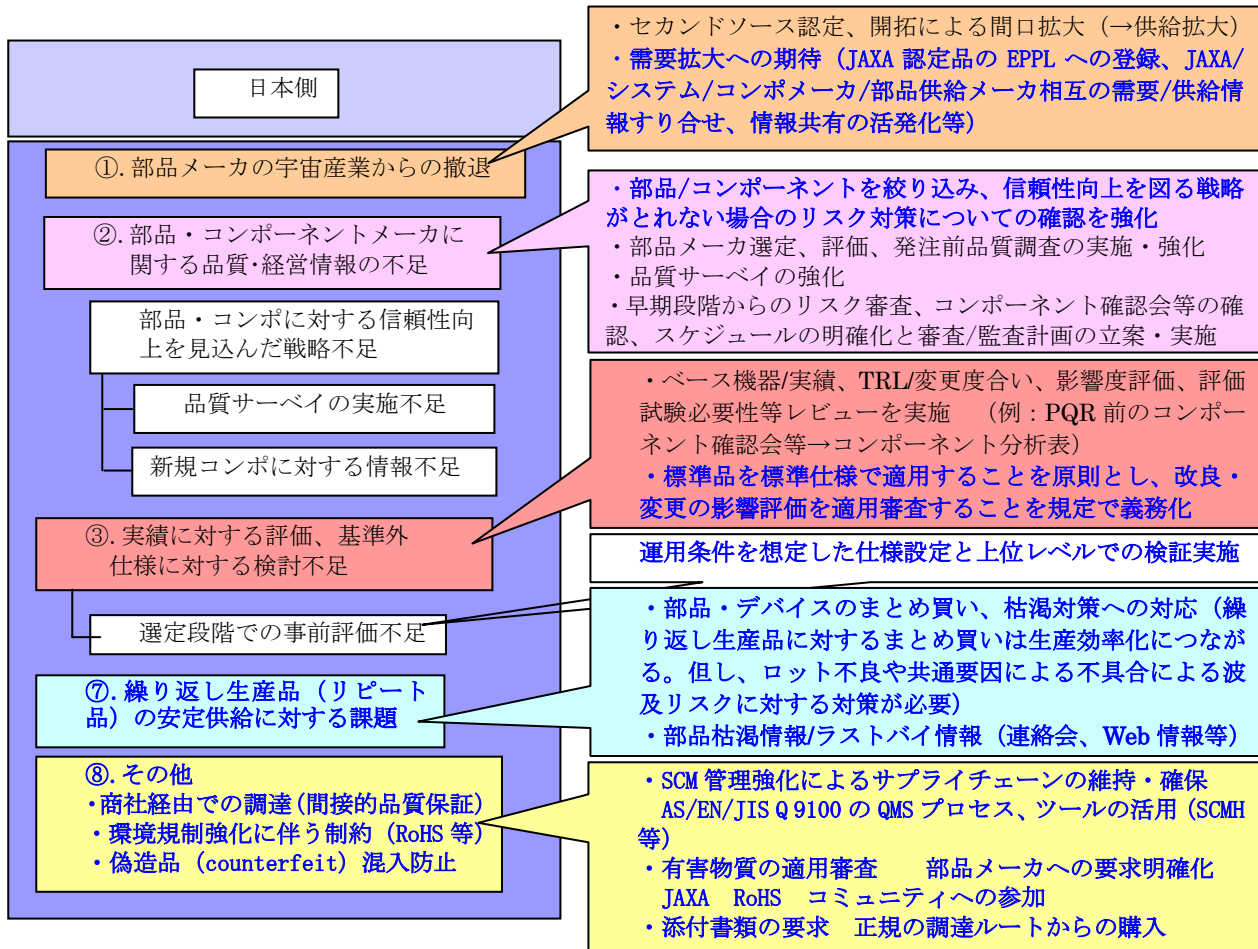 日本側
・セカンドソース認定、開拓による間口拡大（→供給拡大）
・需要拡大への期待（JAXA 認定品の EPPL への登録、JAXA/
システム/コンポメーカ/部品供給メーカ相互の需要/供給情
報すり合せ、情報共有の活発化等）
①. 部品メーカの宇宙産業からの撤退
・部品/コンポーネントを絞り込み、信頼性向上を図る戦略
がとれない場合のリスク対策についての確認を強化
・部品メーカ選定、評価、発注前品質調査の実施・強化
・品質サーベイの強化
・早期段階からのリスク審査、コンポーネント確認会等の確
認、スケジュールの明確化と審査/監査計画の立案・実施
②. 部品・コンポーネントメーカに
関する品質・経営情報の不足
部品・コンポに対する信頼性向
上を見込んだ戦略不足
品質サーベイの実施不足
新規コンポに対する情報不足
・ベース機器/実績、TRL/変更度合い、影響度評価、評価
試験必要性等レビューを実施　（例：PQR 前のコンポー
ネント確認会等→コンポーネント分析表）
・標準品を標準仕様で適用することを原則とし、改良・
変更の影響評価を適用審査することを規定で義務化
③. 実績に対する評価、基準外
仕様に対する検討不足
運用条件を想定した仕様設定と上位レベルでの検証実施
選定段階での事前評価不足
・部品・デバイスのまとめ買い、枯渇対策への対応（繰
り返し生産品に対するまとめ買いは生産効率化につなが
る。但し、ロット不良や共通要因による不具合による波
及リスクに対する対策が必要）
・部品枯渇情報/ラストバイ情報（連絡会、Web 情報等）
⑦. 繰り返し生産品（リピート
品）の安定供給に対する課題
⑧. その他
・商社経由での調達(間接的品質保証)
・環境規制強化に伴う制約（RoHS 等）
・偽造品（counterfeit）混入防止
・SCM 管理強化によるサプライチェーンの維持・確保
AS/EN/JIS Q 9100 の QMS プロセス、ツールの活用（SCMH
等）
・有害物質の適用審査　部品メーカへの要求明確化
JAXA　RoHS　コミュニティへの参加
・添付書類の要求　正規の調達ルートからの購入